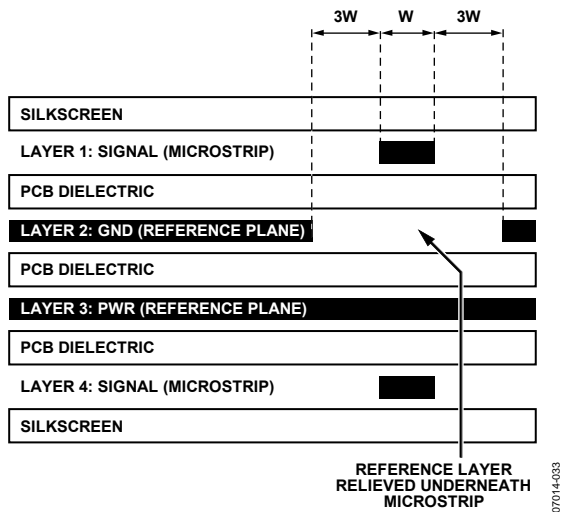 3W W 3W
SILKSCREEN
LAYER 1: SIGNAL (MICROSTRIP)
PCB DIELECTRIC
LAYER 2: GND (REFERENCE PLANE)
PCB DIELECTRIC
LAYER 3: PWR (REFERENCE PLANE)
PCB DIELECTRIC
LAYER 4: SIGNAL (MICROSTRIP)
SILKSCREEN
REFERENCE LAYER
RELIEVED UNDERNEATH
MICROSTRIP
07014-033